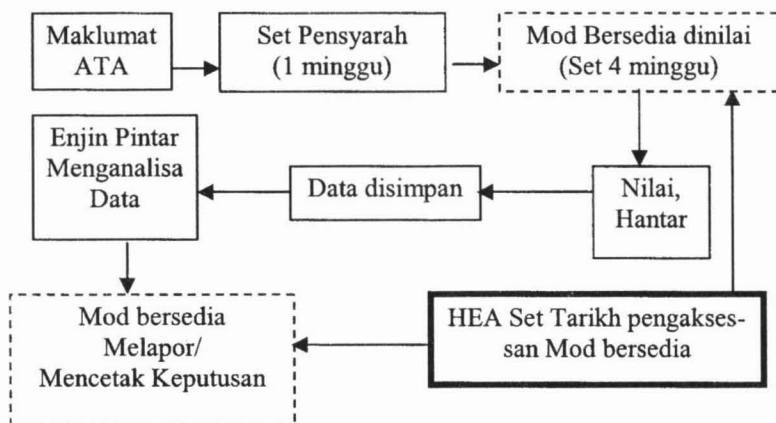 Maklumat
ATA
Set Pensyarah
(1 minggu)
Mod Bersedia dinilai
(Set 4 minggu)
Enjin Pintar
Menganalisa
Data
Data disimpan
Nilai,
Hantar
Mod bersedia
Melapor/
Mencetak Keputusan
HEA Set Tarikh pengakses-
san Mod bersedia